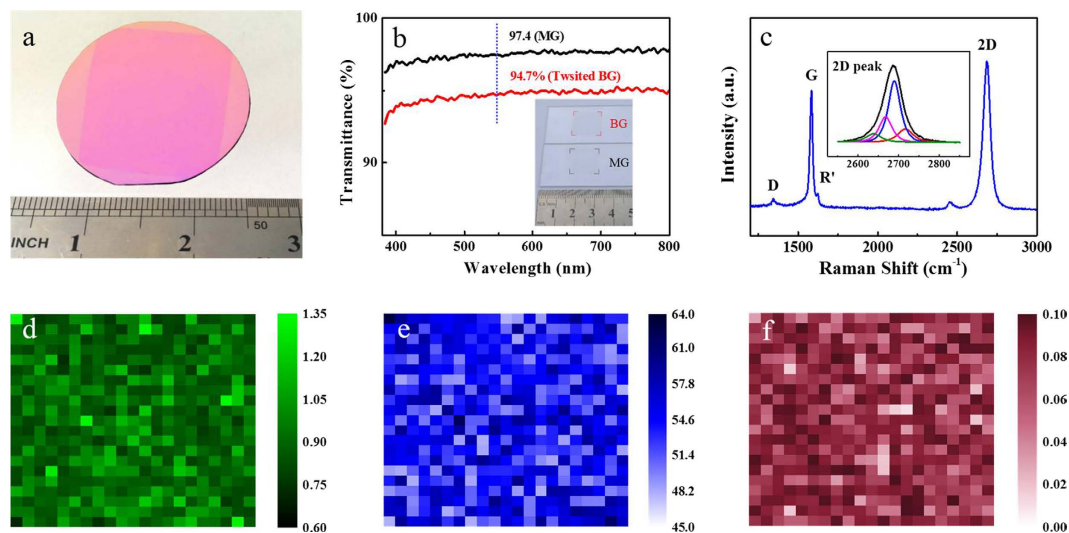 a
INCH 1 2 50 3
b
100
90
Transmittance (%)
97.4 (MG)
94.7% (Twsited BG)
BG
MG
1 2 3 4 5
400 500 600 700 800
Wavelength (nm)
c
Intensity (a.u.)
2D
G
D
R'
2D peak
2600 2700 2800
1500 2000 2500 3000
Raman Shift (cm-1)
d
1.35
1.20
1.05
0.90
0.75
0.60
e
64.0
61.0
57.8
54.6
51.4
48.2
45.0
f
0.10
0.08
0.06
0.04
0.02
0.00